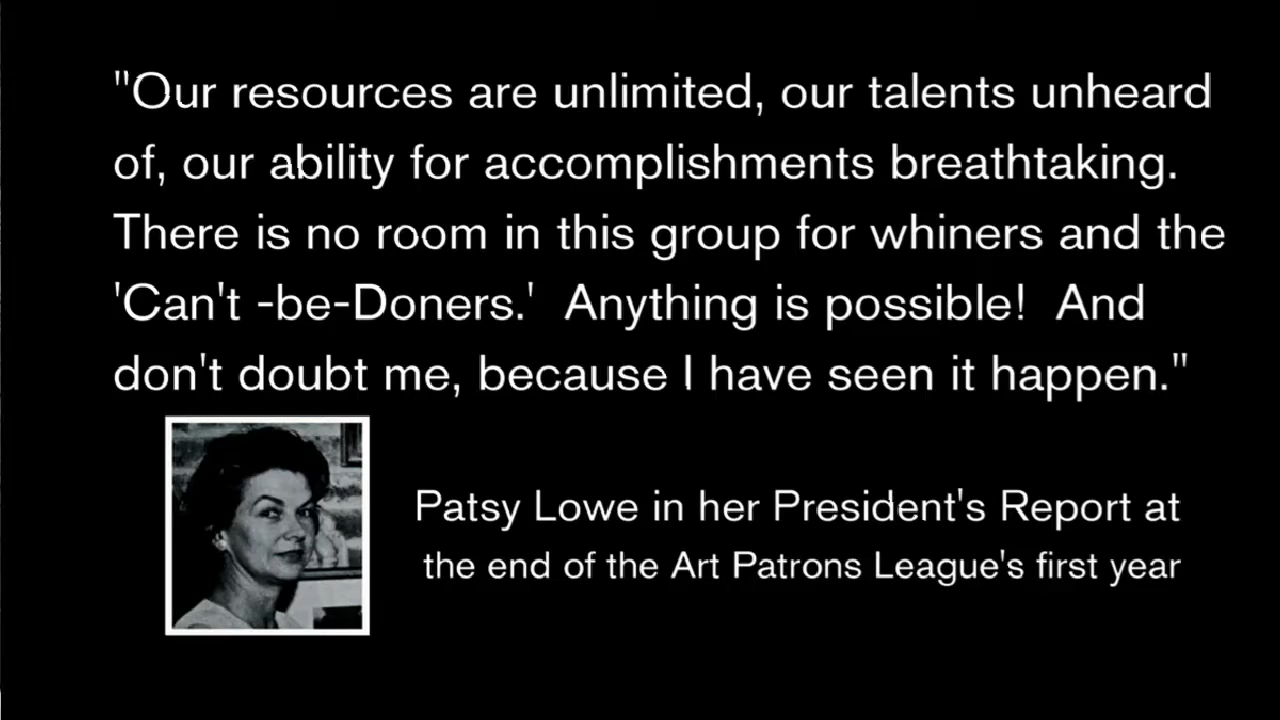 "Our resources are unlimited, our talents unheard
of, our ability for accomplishments breathtaking.
There is no room in this group for whiners and the
'Can't -be-Doners.'  Anything is possible!  And
don't doubt me, because I have seen it happen."
Patsy Lowe in her President's Report at
the end of the Art Patrons League's first year